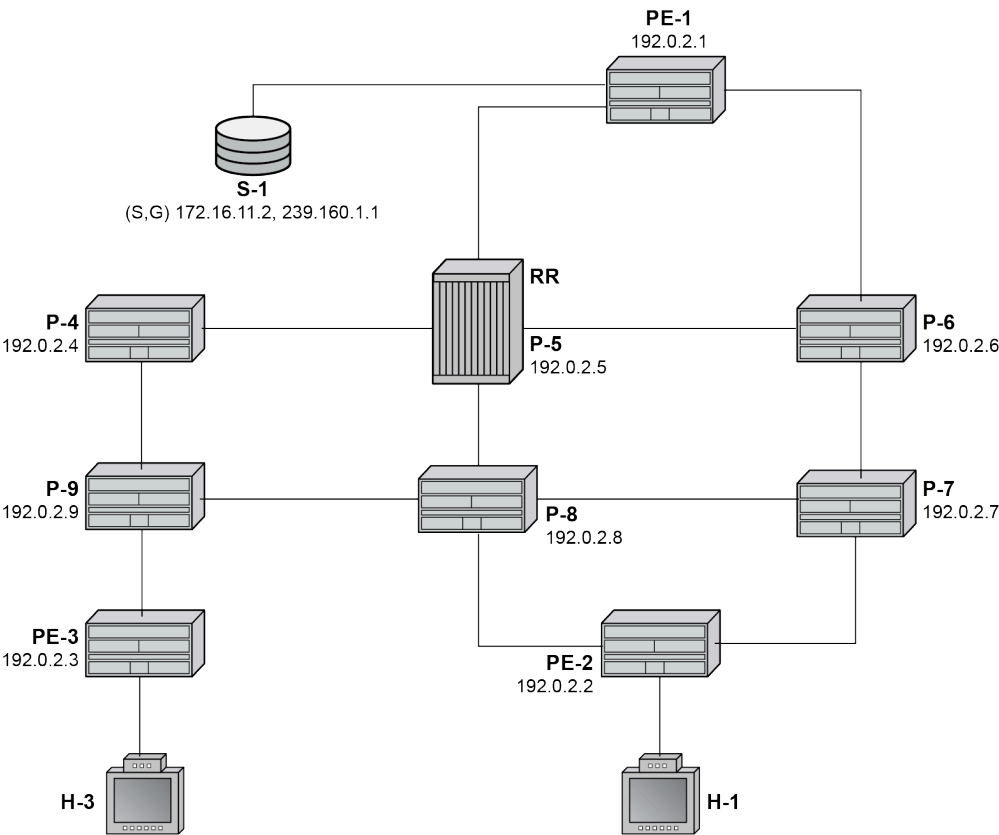 PE-1
192.0.2.1
S-1
(S,G) 172.16.11.2, 239.160.1.1
RR
P-4
192.0.2.4
P-5
192.0.2.5
P-6
192.0.2.6
P-9
192.0.2.9
P-8
192.0.2.8
P-7
192.0.2.7
PE-3
192.0.2.3
PE-2
192.0.2.2
H-3
H-1